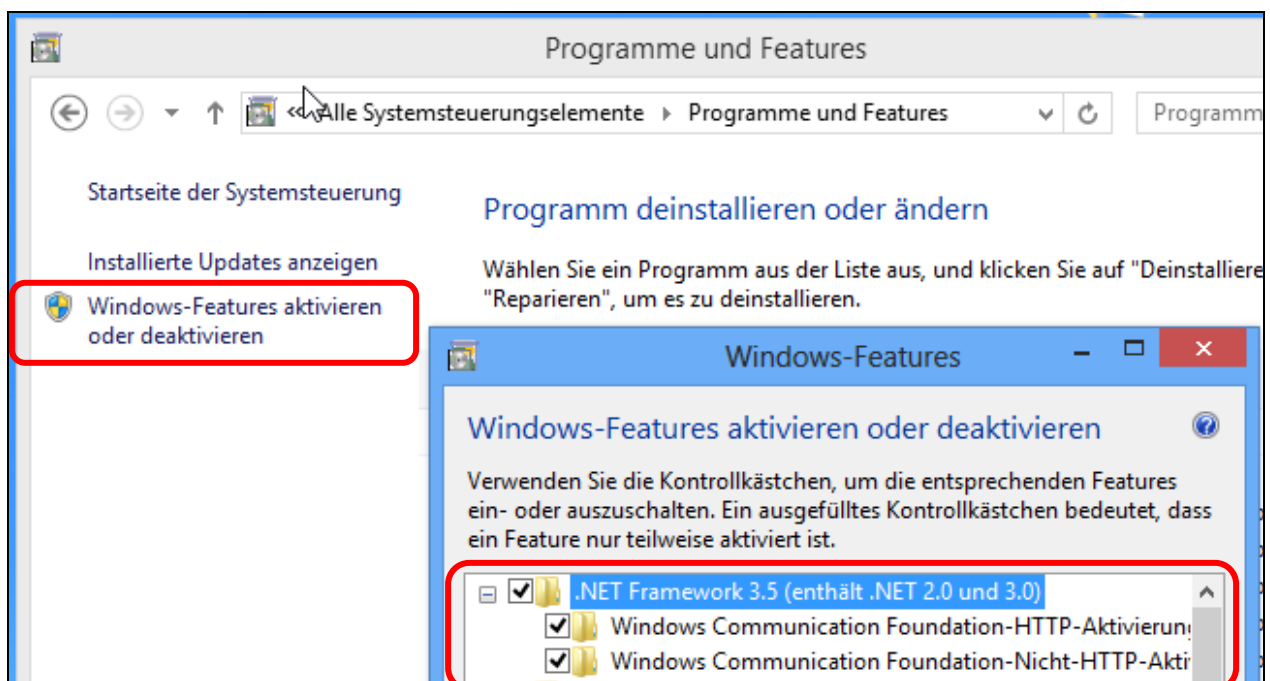 Programme und Features
« Alle Systemsteuerungselemente Programme und Features Programm
Startseite der Systemsteuerung
Installierte Updates anzeigen
Windows-Features aktivieren
oder deaktivieren
Programm deinstallieren oder ändern
Wählen Sie ein Programm aus der Liste aus, und klicken Sie auf "Deinstalliere
"Reparieren", um es zu deinstallieren.
Windows-Features
Windows-Features aktivieren oder deaktivieren
Verwenden Sie die Kontrollkästchen, um die entsprechenden Features
ein- oder auszuschalten. Ein ausgefülltes Kontrollkästchen bedeutet, dass
ein Feature nur teilweise aktiviert ist.
.NET Framework 3.5 (enthält .NET 2.0 und 3.0)
Windows Communication Foundation-HTTP-Aktivierun
Windows Communication Foundation-Nicht-HTTP-Akti